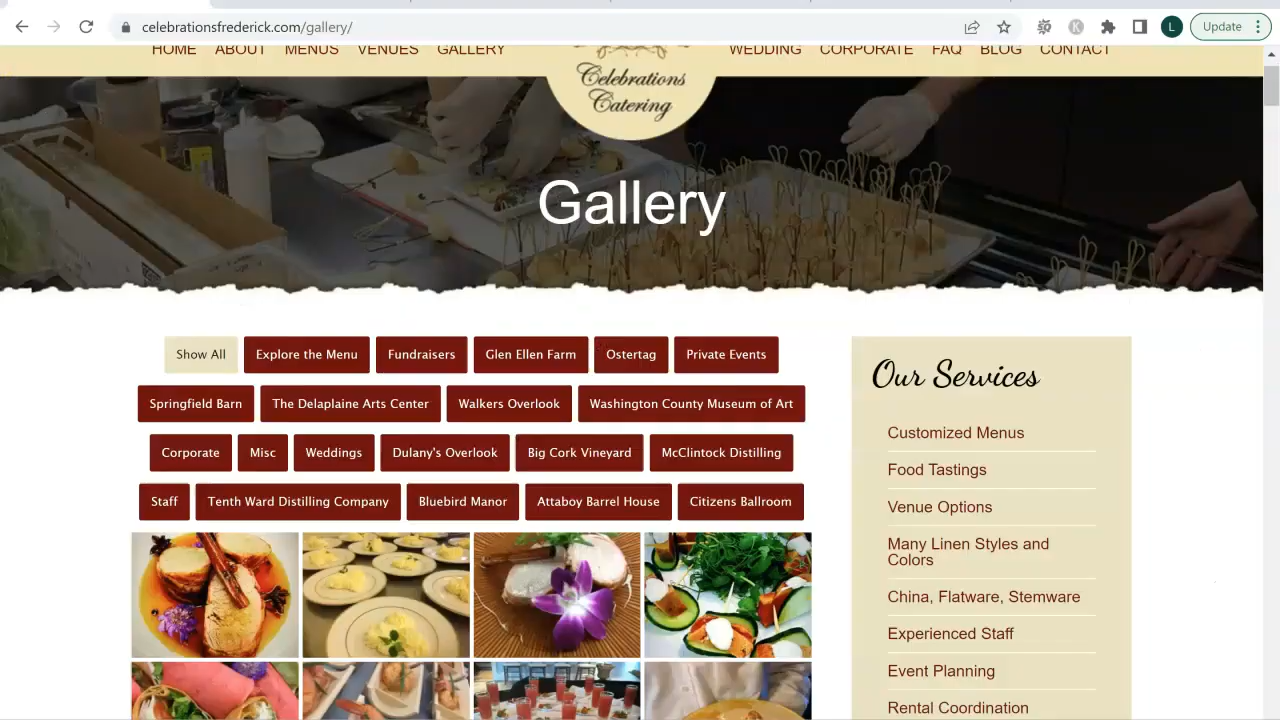 celebrationsfrederick.com/gallery/
L
Update
HOME ABOUT MENUS VENUES GALLERY
WEDDING CORPORATE FAQ BLOG CONTACT
Celebrations
Catering
Gallery
Show All
Explore the Menu
Fundraisers
Glen Ellen Farm
Ostertag
Private Events
Springfield Barn
The Delaplaine Arts Center
Walkers Overlook
Washington County Museum of Art
Corporate
Misc
Weddings
Dulany's Overlook
Big Cork Vineyard
McClintock Distilling
Staff
Tenth Ward Distilling Company
Bluebird Manor
Attaboy Barrel House
Citizens Ballroom
Our Services
Customized Menus
Food Tastings
Venue Options
Many Linen Styles and
Colors
China, Flatware, Stemware
Experienced Staff
Event Planning
Rental Coordination